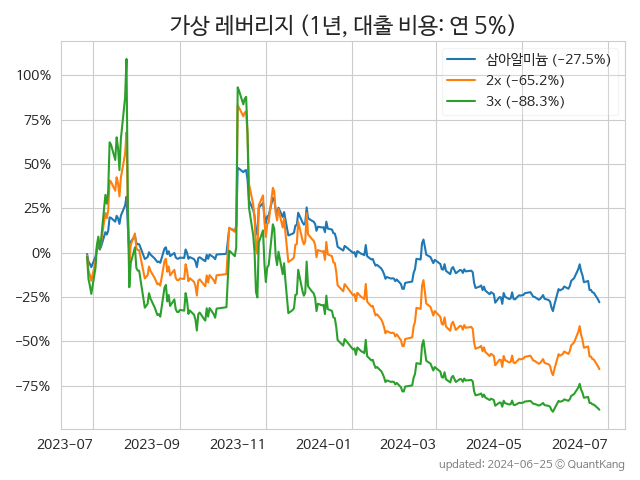 가상 레버리지 (1년, 대출 비용: 연 5%)
삼아알미늄 (-27.5%)
2x (-65.2%)
3x (-88.3%)
100%
75%
50%
25%
0%
-25%
-50%
-75%
2023-07 2023-09 2023-11 2024-01 2024-03 2024-05 2024-07
updated: 2024-06-25 © QuantKang